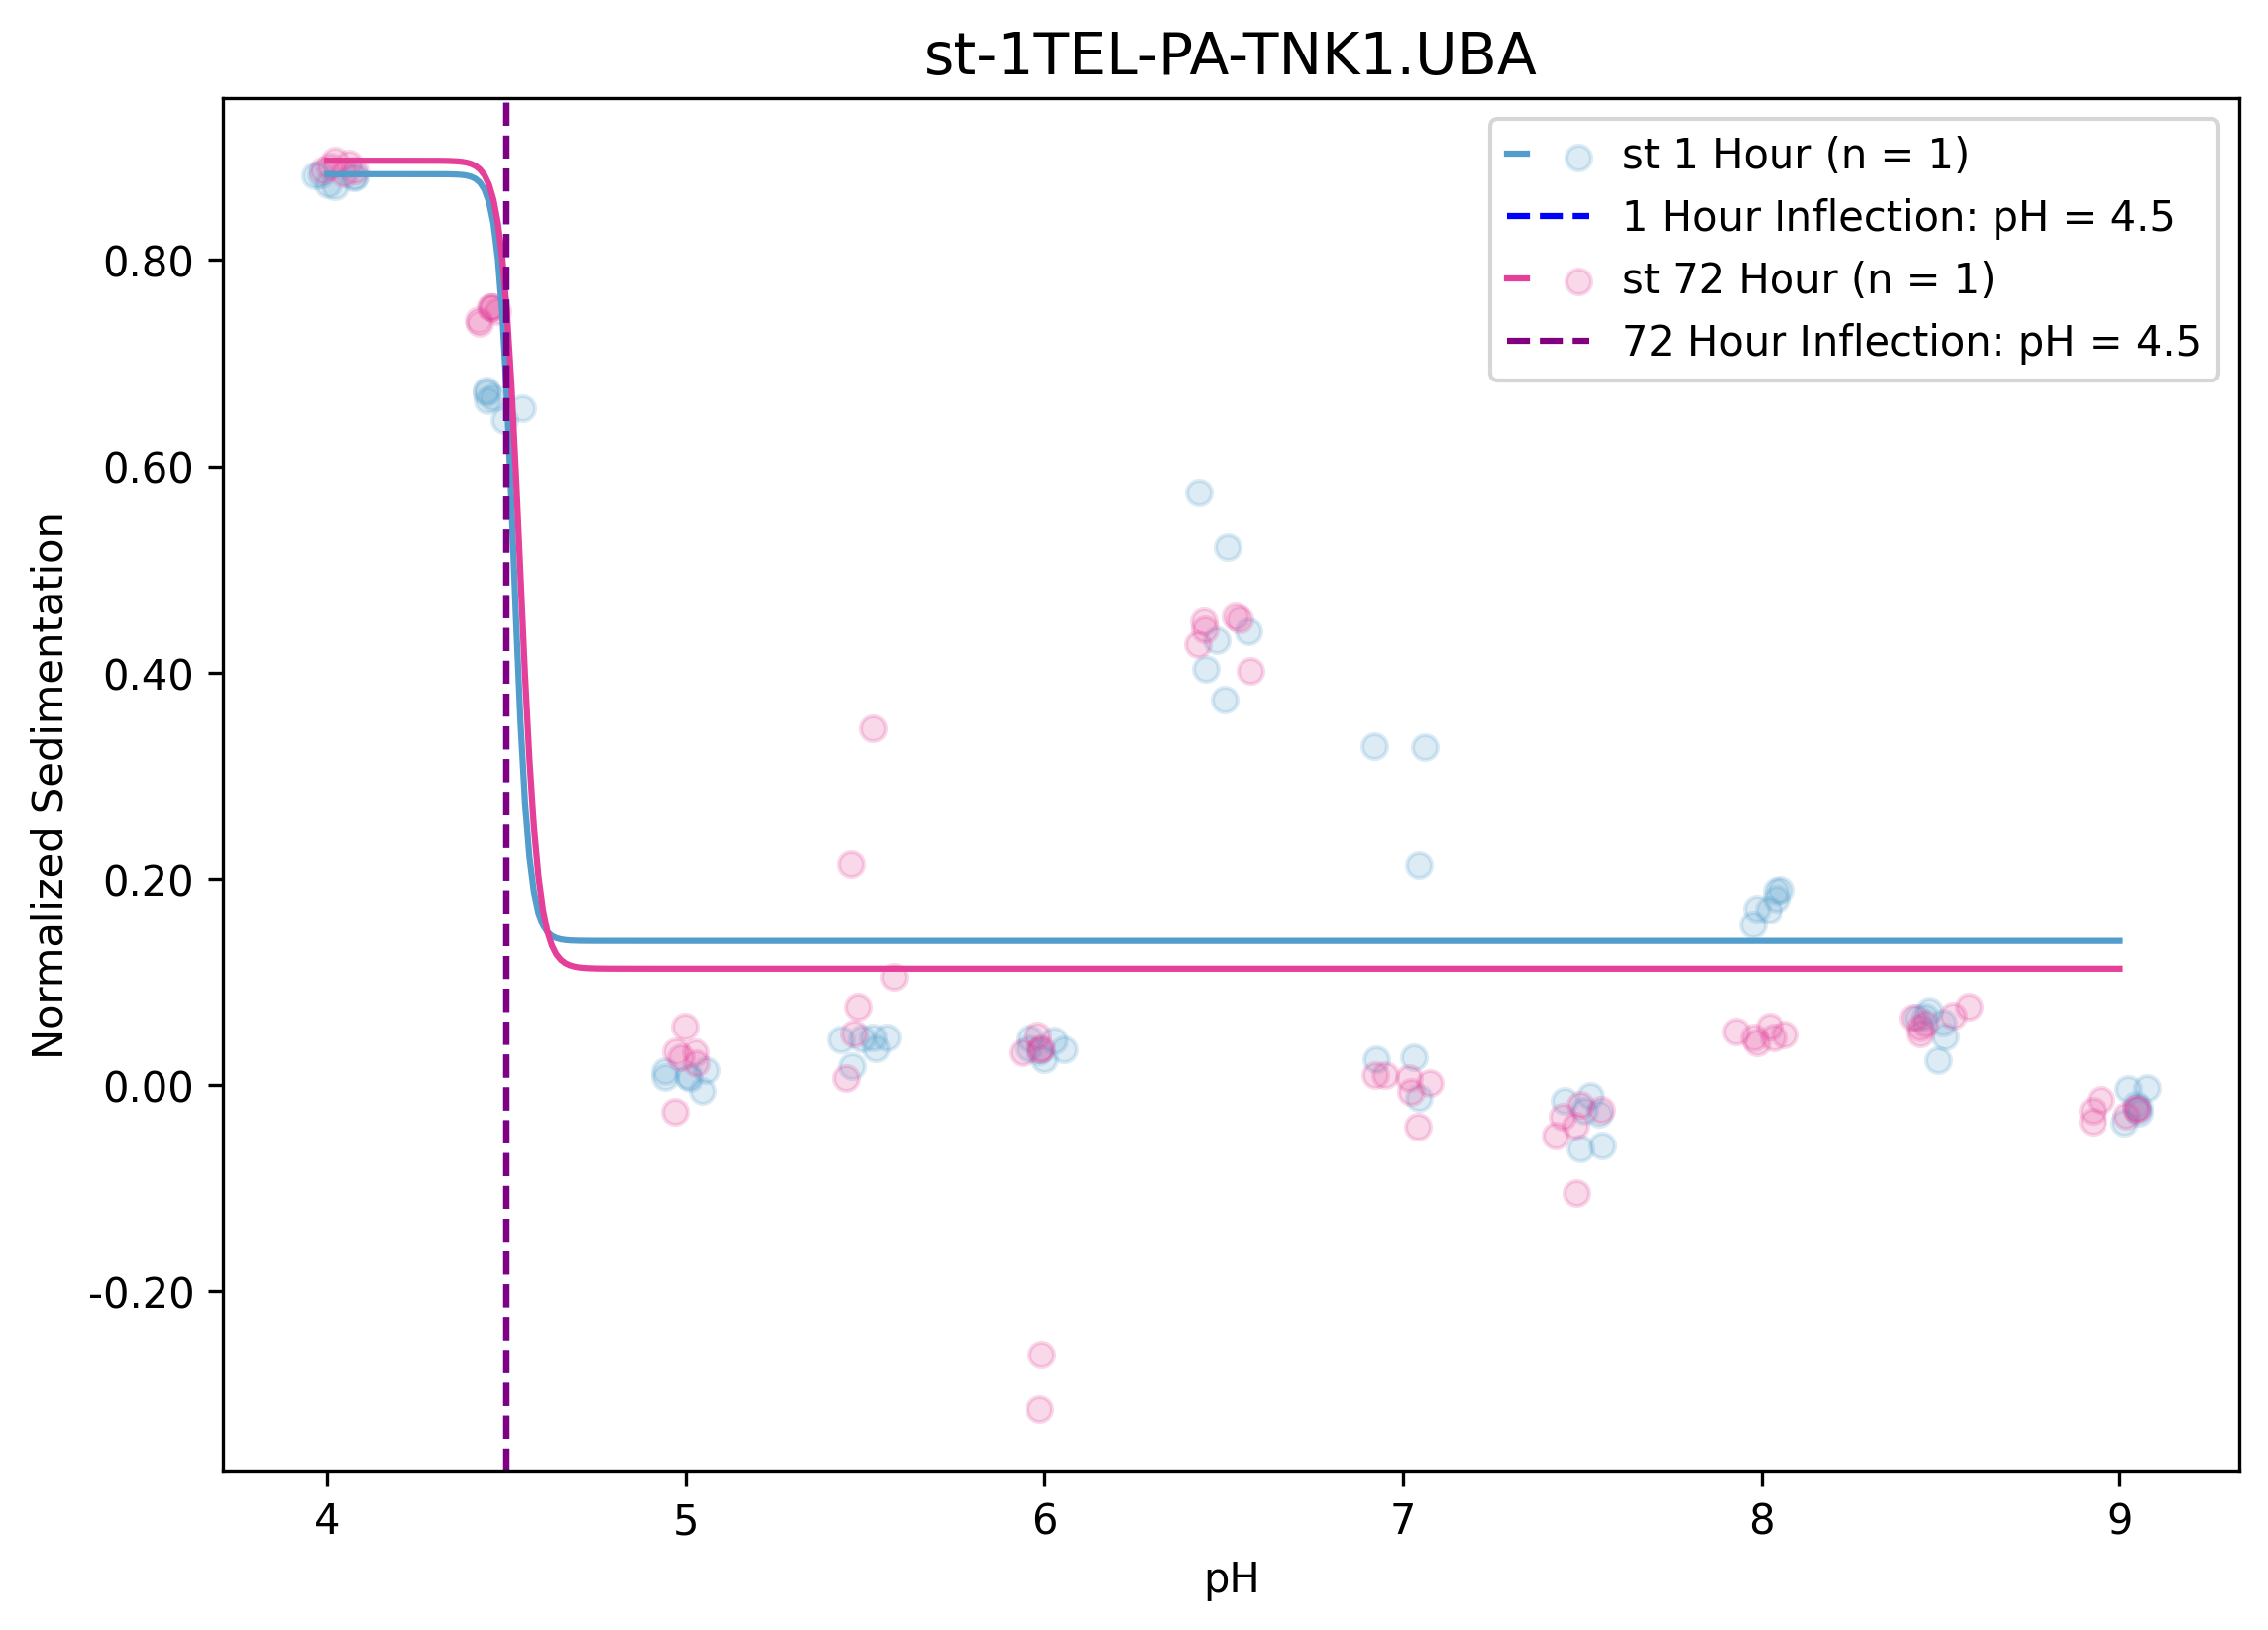 st-1TEL-PA-TNK1.UBA
st 1 Hour (n = 1)
1 Hour Inflection: pH = 4.5
st 72 Hour (n = 1)
72 Hour Inflection: pH = 4.5
Normalized Sedimentation
0.80
0.60
0.40
0.20
0.00
-0.20
4 5 6 7 8 9
pH